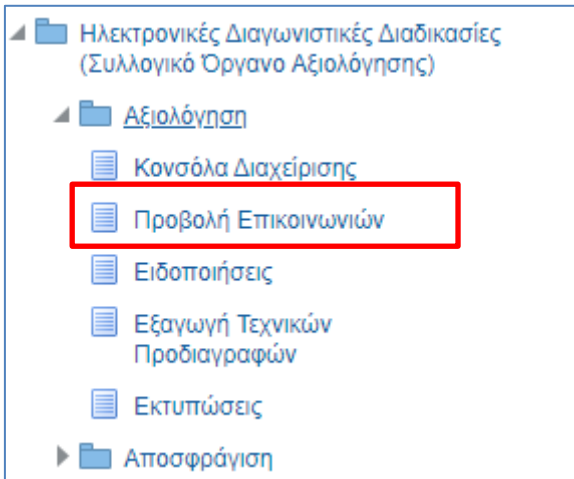 Ηλεκτρονικές Διαγωνιστικές Διαδικασίες
(Συλλογικό Όργανο Αξιολόγησης)
Αξιολόγηση
Κονσόλα Διαχείρισης
Προβολή Επικοινωνιών
Ειδοποιήσεις
Εξαγωγή Τεχνικών
Προδιαγραφών
Εκτυπώσεις
Αποσφράγιση